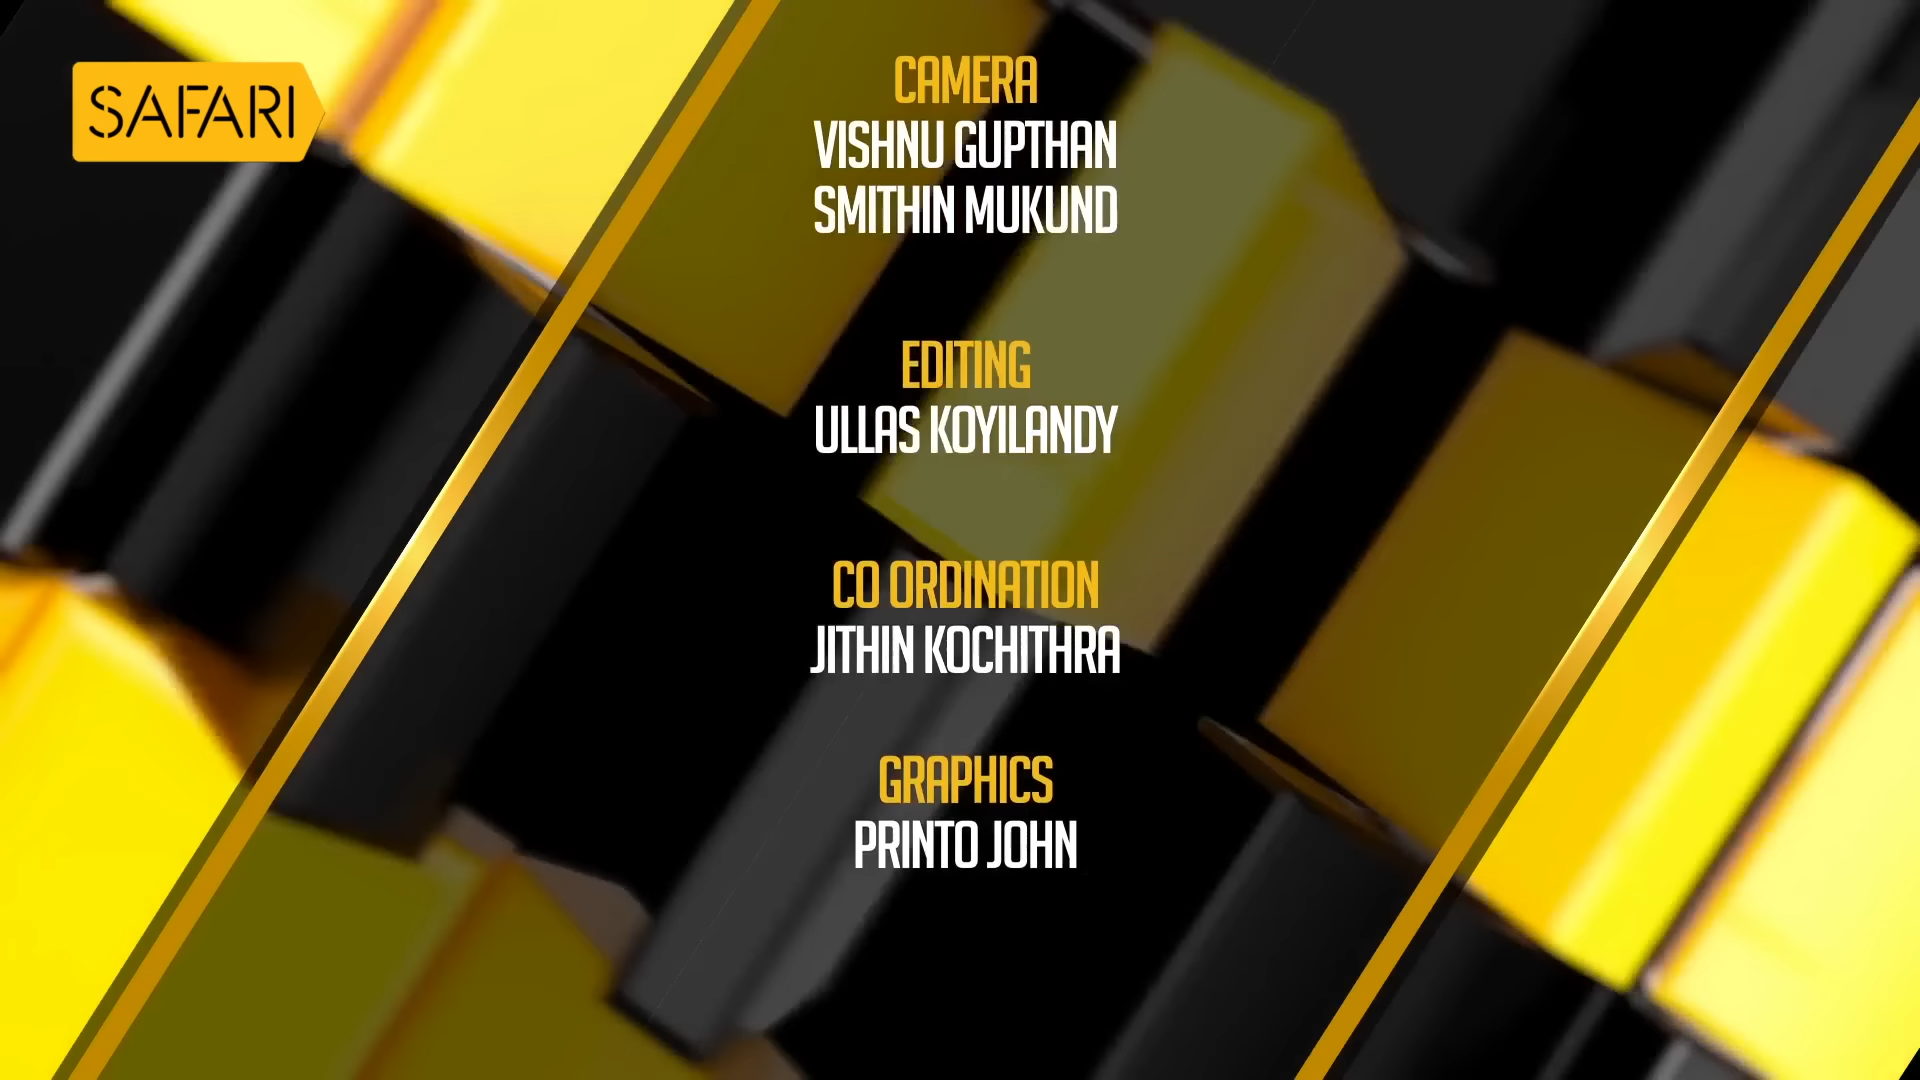 SAFARI
CAMERA
VISHNU GUPTHAN
SMITHIN MUKUND
EDITING
ULLAS KOYILANDY
CO ORDINATION
JITHIN KOCHITHRA
GRAPHICS
PRINTO JOHN